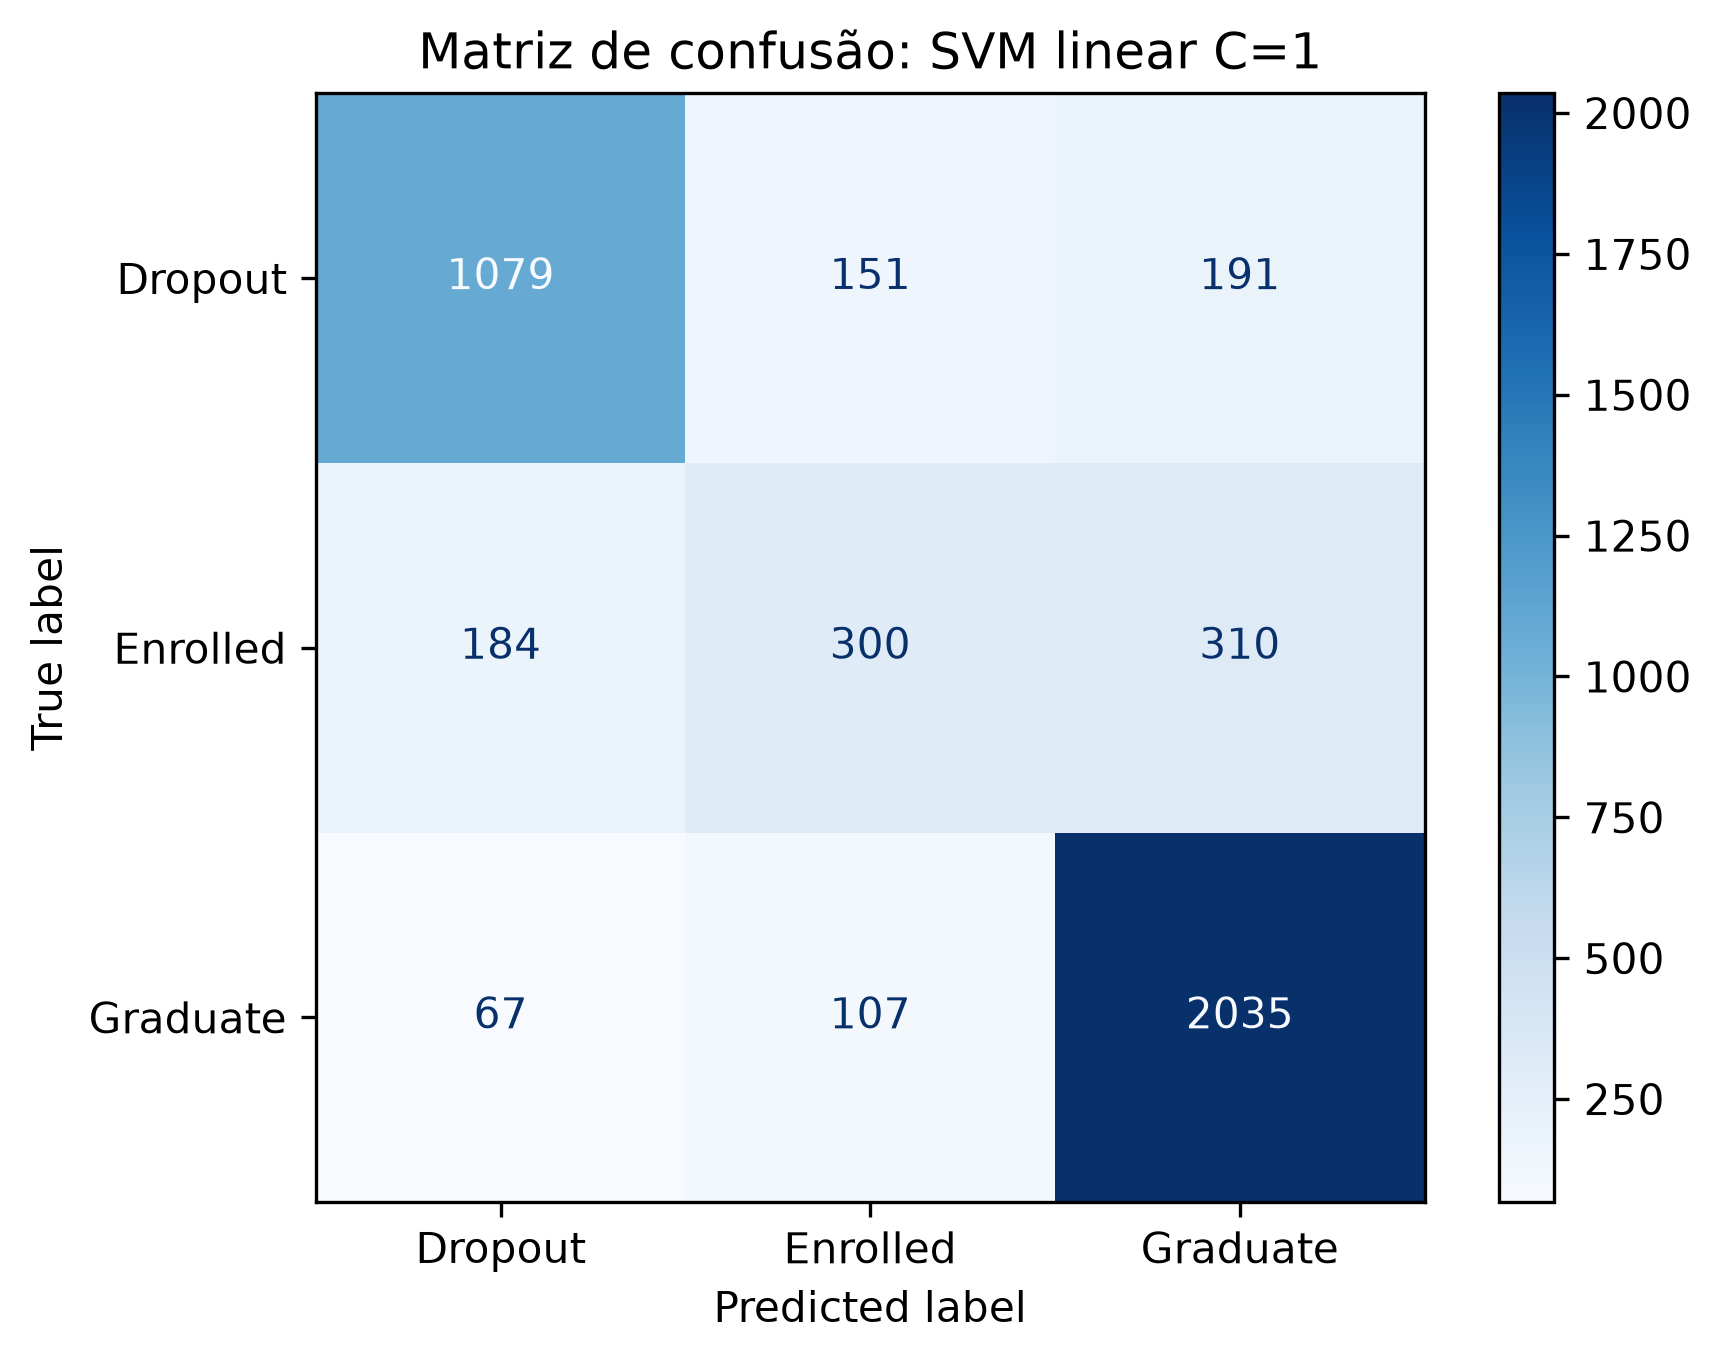 Matriz de confusão: SVM linear C=1
True label
Dropout
1079
151
191
Enrolled
184
300
310
Graduate
67
107
2035
Dropout
Enrolled
Graduate
Predicted label
2000
1750
1500
1250
1000
750
500
250